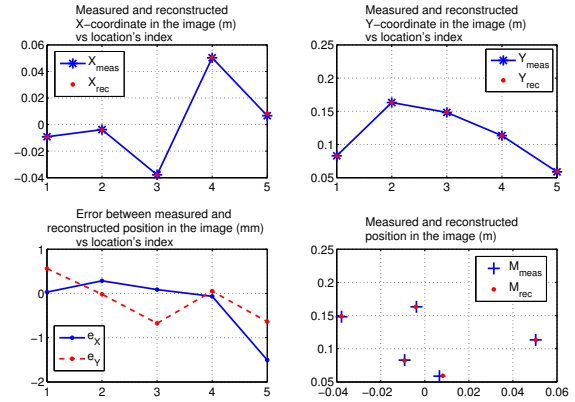 Measured and reconstructed
X−coordinate in the image (m)
vs location's index
0.06
0.04
0.02
0
−0.02
−0.04
1 2 3 4 5
X_meas
X_rec
Measured and reconstructed
Y−coordinate in the image (m)
vs location's index
0.25
0.2
0.15
0.1
0.05
1 2 3 4 5
Y_meas
Y_rec
Error between measured and
reconstructed position in the image (mm)
vs location's index
1
0
−1
−2
1 2 3 4 5
e_X
e_Y
Measured and reconstructed
position in the image (m)
0.25
0.2
0.15
0.1
0.05
−0.04 −0.02 0 0.02 0.04 0.06
M_meas
M_rec